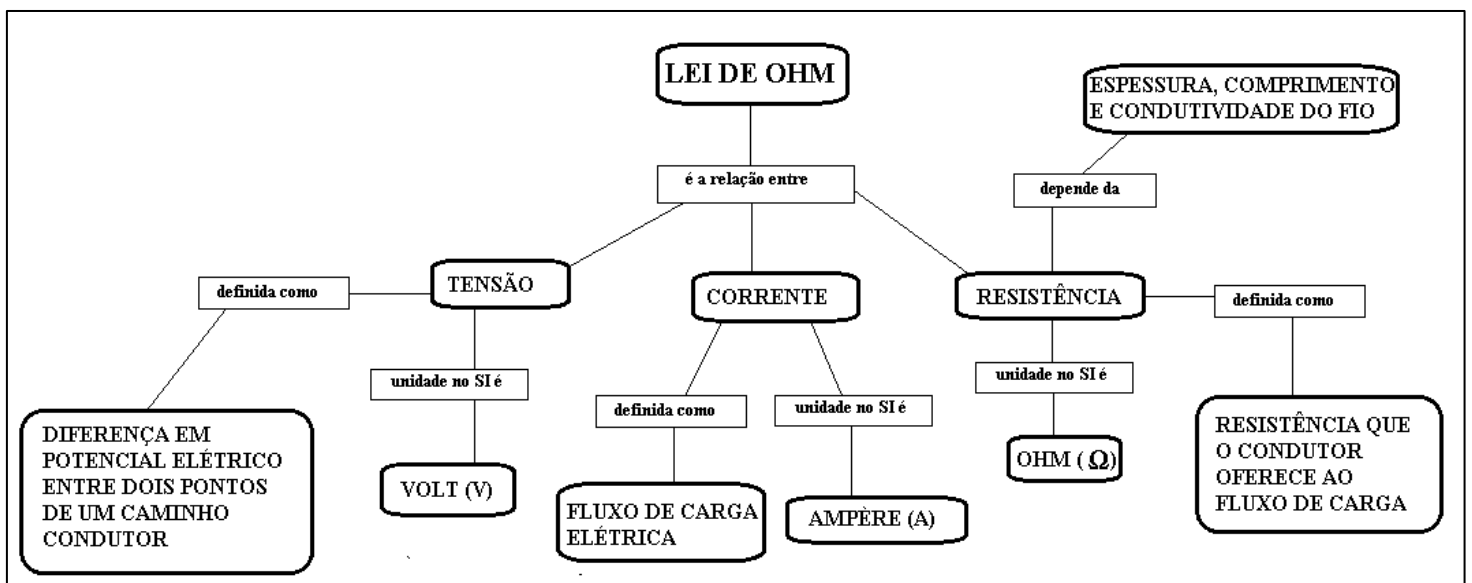 LEI DE OHM
ESPESSURA, COMPRIMENTO
E CONDUTIVIDADE DO FIO
é a relação entre
depende da
TENSÃO
CORRENTE
RESISTÊNCIA
definida como
definida como
unidade no SI é
unidade no SI é
definida como
unidade no SI é
DIFERENÇA EM
POTENCIAL ELÉTRICO
ENTRE DOIS PONTOS
DE UM CAMINHO
CONDUTOR
VOLT (V)
FLUXO DE CARGA
ELÉTRICA
AMPÈRE (A)
OHM (Ω)
RESISTÊNCIA QUE
O CONDUTOR
OFERECE AO
FLUXO DE CARGA